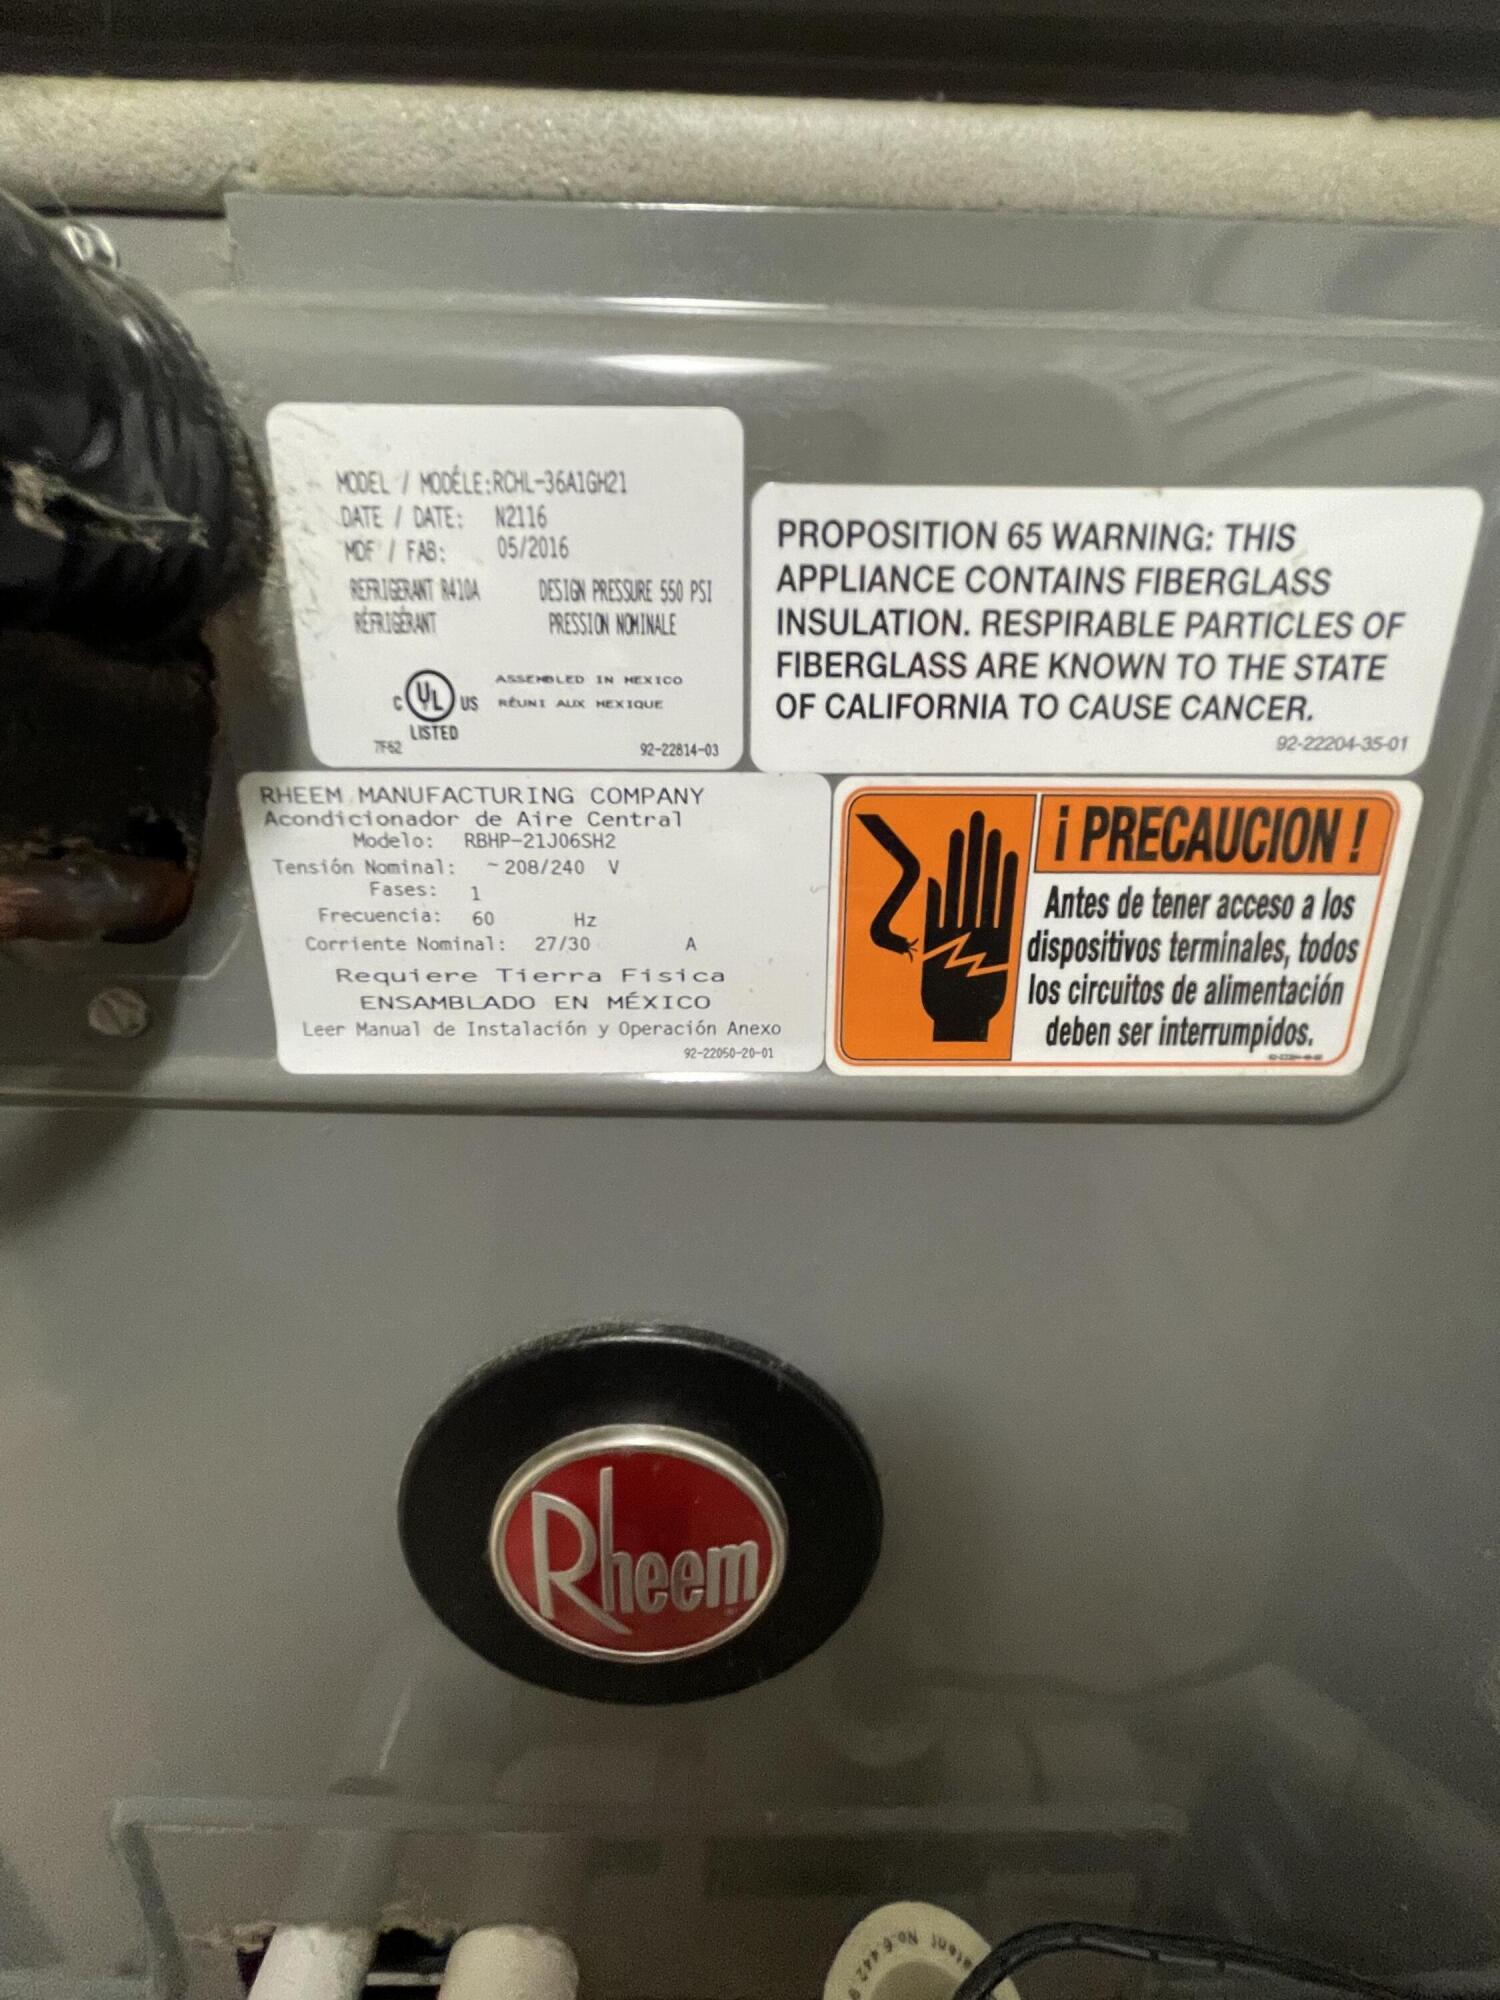 MODEL / MODÉLE:RCHL-36A1GH21
DATE / DATE: N2116
MDF / FAB: 05/2016
REFRIGERANT R410A DESIGN PRESSURE 550 PSI
RÉFRIGÉRANT PRESSION NOMINALE
C UL US
LISTED
ASSEMBLED IN MEXICO
RÉUNI AUX MEXIQUE
7F62 92-22814-03
PROPOSITION 65 WARNING: THIS
APPLIANCE CONTAINS FIBERGLASS
INSULATION. RESPIRABLE PARTICLES OF
FIBERGLASS ARE KNOWN TO THE STATE
OF CALIFORNIA TO CAUSE CANCER.
92-22204-35-01
RHEEM MANUFACTURING COMPANY
Acondicionador de Aire Central
Modelo: RBHP-21J06SH2
Tensión Nominal: ~ 208/240 V
Fases: 1
Frecuencia: 60 Hz
Corriente Nominal: 27/30 A
Requiere Tierra Fisica
ENSAMBLADO EN MÉXICO
Leer Manual de Instalación y Operación Anexo
92-22050-20-01
¡ PRECAUCION !
Antes de tener acceso a los
dispositivos terminales, todos
los circuitos de alimentación
deben ser interrumpidos.
Rheem